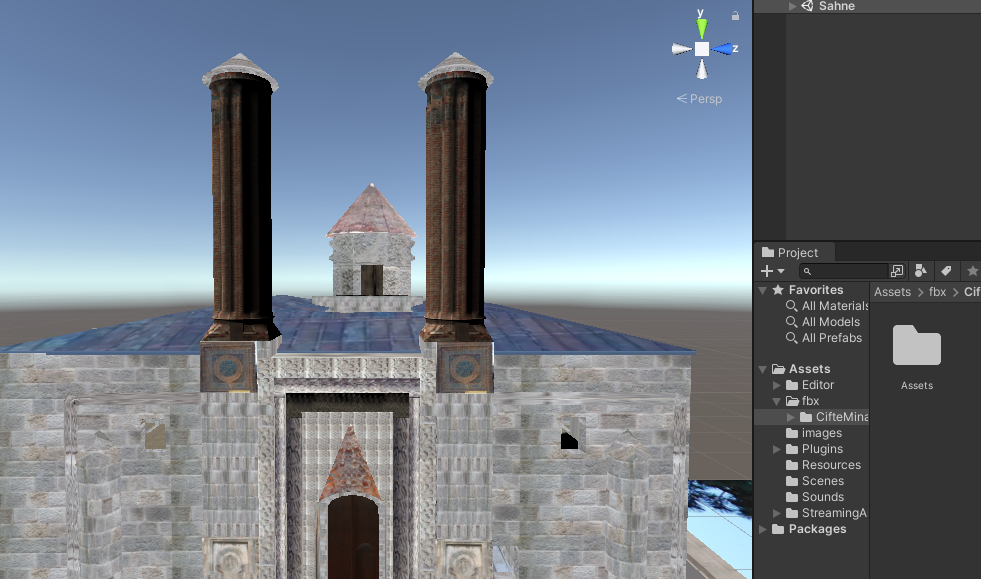 Sahne
y
z
Persp
Project
Favorites
All Materials
All Models
All Prefabs
Assets
Editor
fbx
CifteMina
images
Plugins
Resources
Scenes
Sounds
StreamingA
Packages
Assets > fbx > Cif
Assets